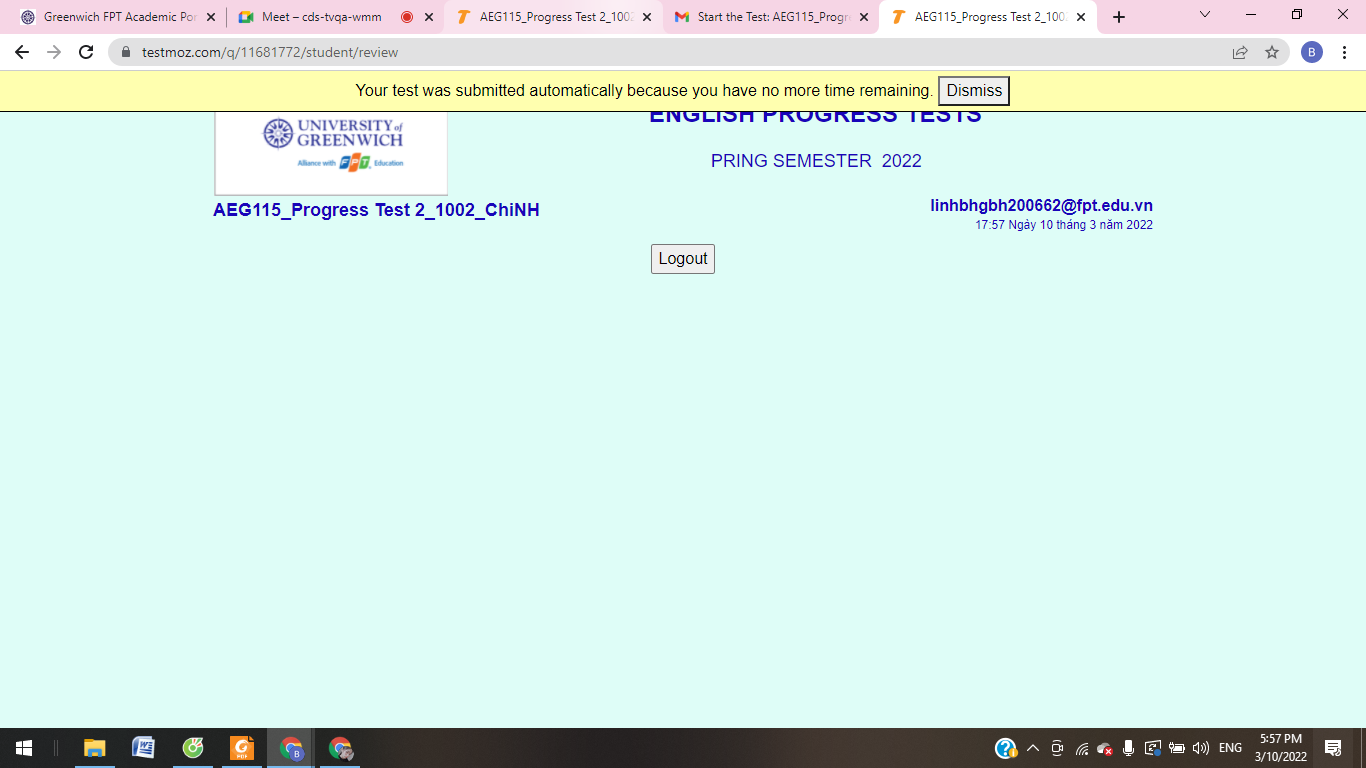 Greenwich FPT Academic Por
Meet – cds-tvqa-wmm
AEG115_Progress Test 2_1002
Start the Test: AEG115_Progre
AEG115_Progress Test 2_1002
testmoz.com/q/11681772/student/review
B
Your test was submitted automatically because you have no more time remaining. Dismiss
UNIVERSITY of
GREENWICH
Alliance with FPT Education
ENGLISH PROGRESS TESTS
PRING SEMESTER 2022
AEG115_Progress Test 2_1002_ChiNH
linhbhgbh200662@fpt.edu.vn
17:57 Ngày 10 tháng 3 năm 2022
Logout
ENG
5:57 PM
3/10/2022